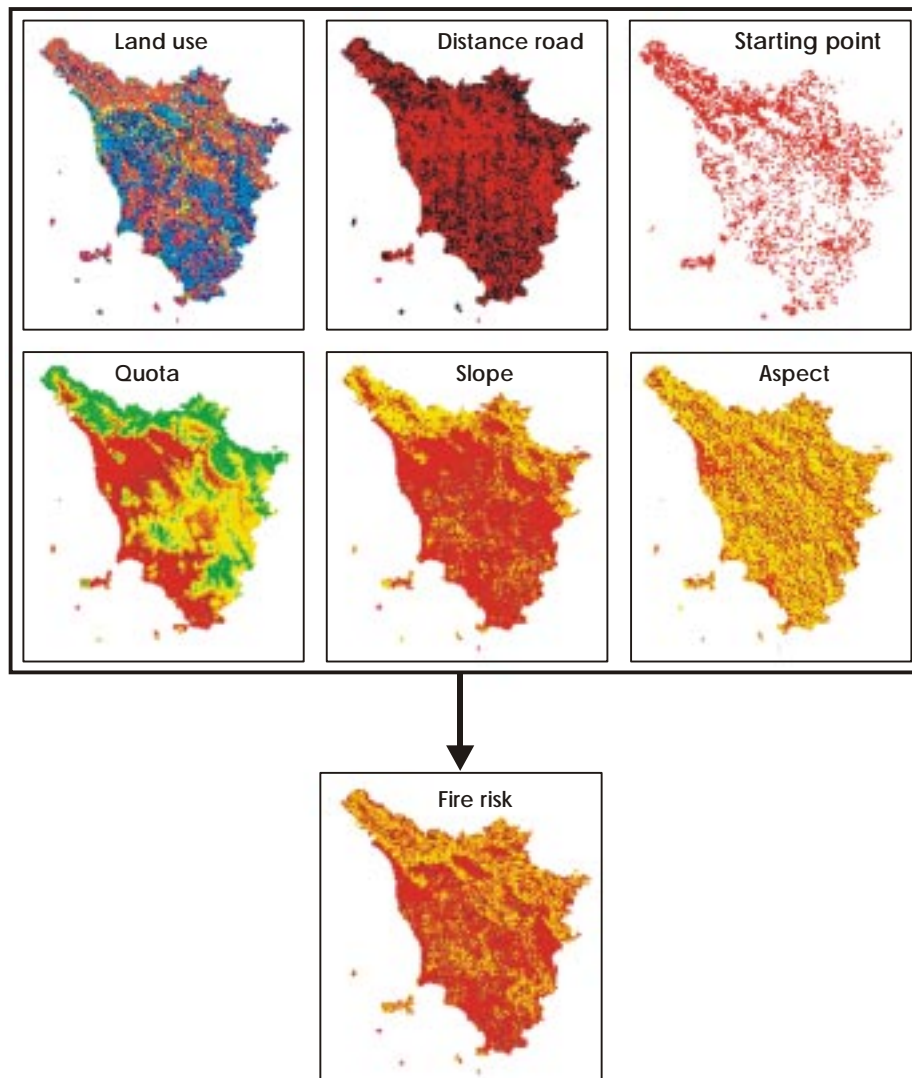 Land use
Distance road
Starting point
Quota
Slope
Aspect
Fire risk